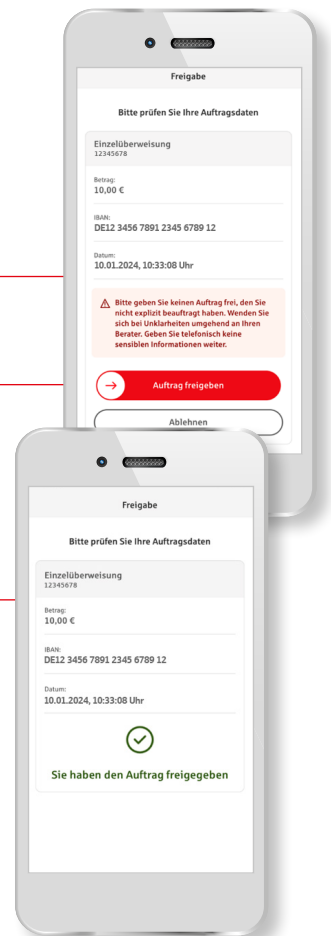 Freigabe
Bitte prüfen Sie Ihre Auftragsdaten
Einzelüberweisung
12345678
Betrag:
10,00 €
IBAN:
DE12 3456 7891 2345 6789 12
Datum:
10.01.2024, 10:33:08 Uhr
Bitte geben Sie keinen Auftrag frei, den Sie
nicht explizit beauftragt haben. Wenden Sie
sich bei Unklarheiten umgehend an Ihren
Berater. Geben Sie telefonisch keine
sensiblen Informationen weiter.
Auftrag freigeben
Ablehnen
Freigabe
Bitte prüfen Sie Ihre Auftragsdaten
Einzelüberweisung
12345678
Betrag:
10,00 €
IBAN:
DE12 3456 7891 2345 6789 12
Datum:
10.01.2024, 10:33:08 Uhr
Sie haben den Auftrag freigegeben